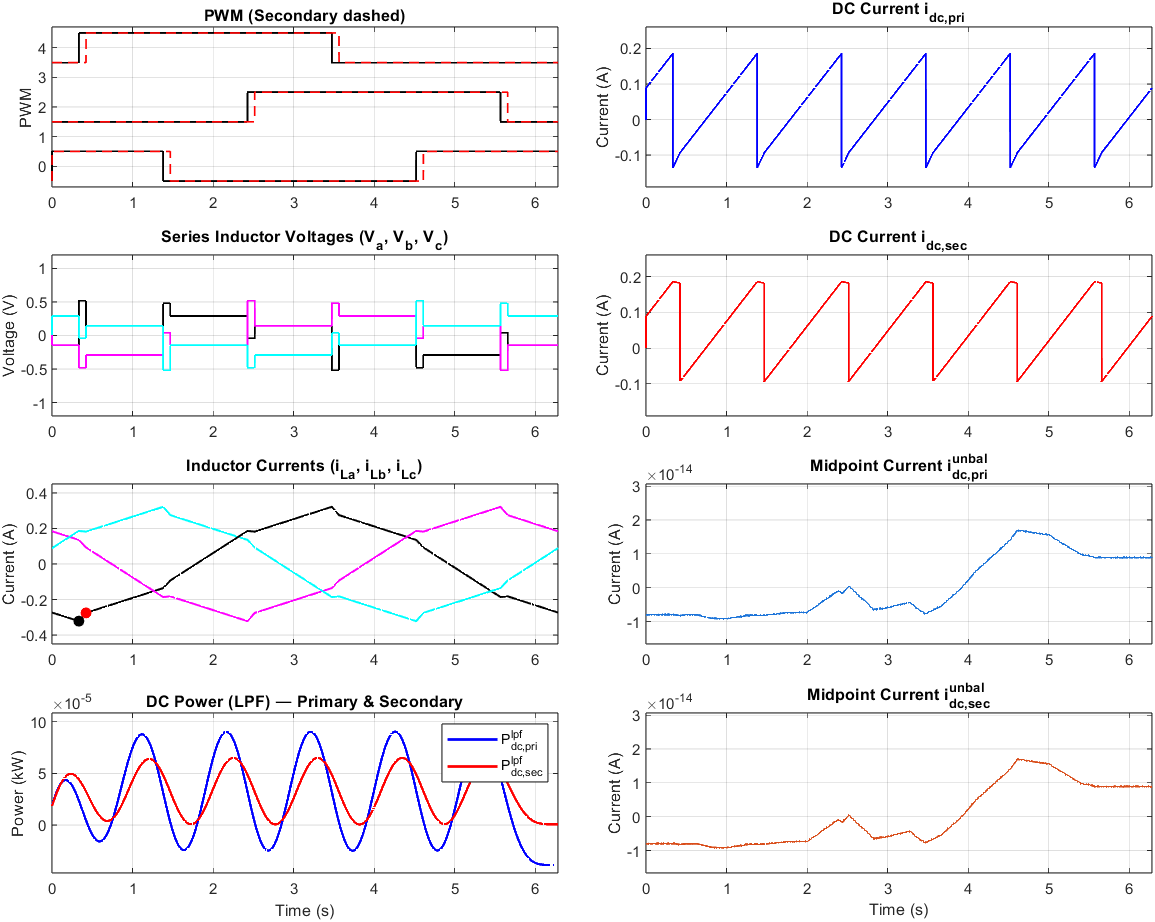 PWM (Secondary dashed)
PWM
4
3
2
1
0
0 1 2 3 4 5 6
DC Current i_dc,pri
Current (A)
0.2
0.1
0
-0.1
0 1 2 3 4 5 6
Series Inductor Voltages (V_a, V_b, V_c)
Voltage (V)
1
0.5
0
-0.5
-1
0 1 2 3 4 5 6
DC Current i_dc,sec
Current (A)
0.2
0.1
0
-0.1
0 1 2 3 4 5 6
Inductor Currents (i_La, i_Lb, i_Lc)
Current (A)
0.4
0.2
0
-0.2
-0.4
0 1 2 3 4 5 6
Midpoint Current i_dc,pri^unbal
×10^-14
Current (A)
3
2
1
0
-1
0 1 2 3 4 5 6
DC Power (LPF) — Primary & Secondary
×10^-5
Power (kW)
10
5
0
P_dc,pri^lpf
P_dc,sec^lpf
0 1 2 3 4 5 6
Time (s)
Midpoint Current i_dc,sec^unbal
×10^-14
Current (A)
3
2
1
0
-1
0 1 2 3 4 5 6
Time (s)